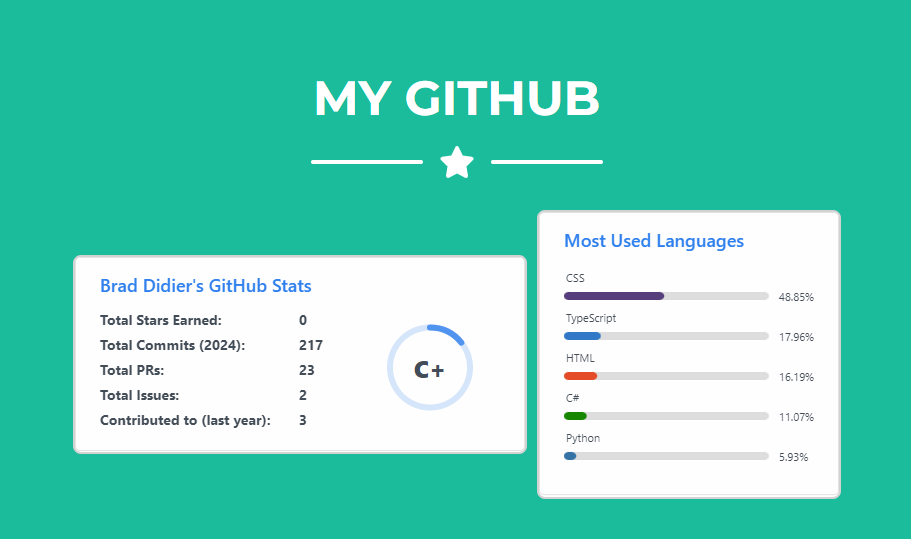 MY GITHUB
Brad Didier's GitHub Stats
Total Stars Earned: 0
Total Commits (2024): 217
Total PRs: 23
Total Issues: 2
Contributed to (last year): 3
C+
Most Used Languages
CSS
48.85%
TypeScript
17.96%
HTML
16.19%
C#
11.07%
Python
5.93%